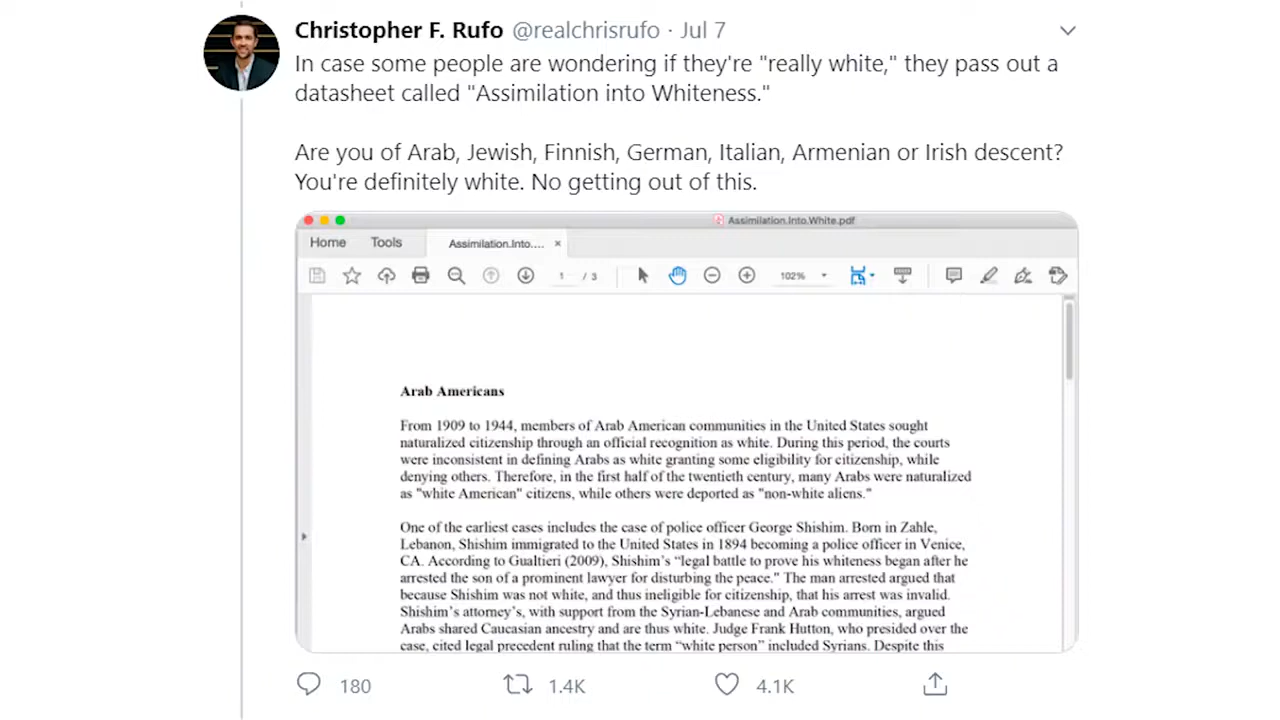 Christopher F. Rufo @realchrisrufo · Jul 7
In case some people are wondering if they're "really white," they pass out a
datasheet called "Assimilation into Whiteness."
Are you of Arab, Jewish, Finnish, German, Italian, Armenian or Irish descent?
You're definitely white. No getting out of this.
Assimilation.Into.White.pdf
Home Tools Assimilation.Into.... ×
1 / 3 102%
Arab Americans
From 1909 to 1944, members of Arab American communities in the United States sought
naturalized citizenship through an official recognition as white. During this period, the courts
were inconsistent in defining Arabs as white granting some eligibility for citizenship, while
denying others. Therefore, in the first half of the twentieth century, many Arabs were naturalized
as "white American" citizens, while others were deported as "non-white aliens."
One of the earliest cases includes the case of police officer George Shishim. Born in Zahle,
Lebanon, Shishim immigrated to the United States in 1894 becoming a police officer in Venice,
CA. According to Gualtieri (2009), Shishim's "legal battle to prove his whiteness began after he
arrested the son of a prominent lawyer for disturbing the peace." The man arrested argued that
because Shishim was not white, and thus ineligible for citizenship, that his arrest was invalid.
Shishim's attorney's, with support from the Syrian-Lebanese and Arab communities, argued
Arabs shared Caucasian ancestry and are thus white. Judge Frank Hutton, who presided over the
case, cited legal precedent ruling that the term "white person" included Syrians. Despite this
180 1.4K 4.1K